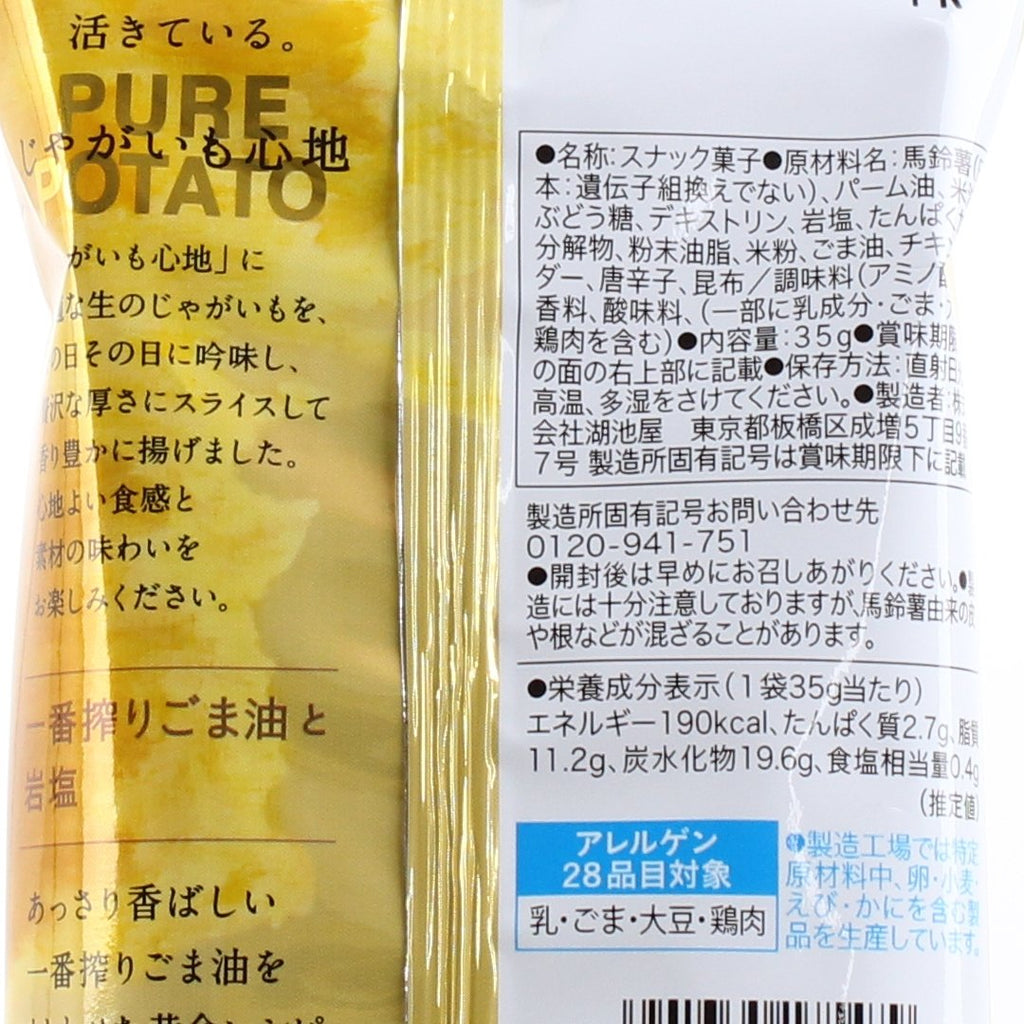 活きている。
PURE
じゃがいも心地
POTATO
がいも心地」に
な生のじゃがいもを、
の日その日に吟味し、
沢な厚さにスライスして
香り豊かに揚げました。
心地よい食感と
素材の味わいを
お楽しみください。
一番搾りごま油と
岩塩
あっさり香ばしい
一番搾りごま油を
●名称:スナック菓子●原材料名:馬鈴薯(
本:遺伝子組換えでない)、パーム油、米
ぶどう糖、デキストリン、岩塩、たんぱく
分解物、粉末油脂、米粉、ごま油、チキ
ダー、唐辛子、昆布/調味料(アミノ酸
香料、酸味料、(一部に乳成分・ごま・
鶏肉を含む)●内容量:35g●賞味期限
の面の右上部に記載●保存方法:直射日
高温、多湿をさけてください。●製造者:株
会社湖池屋 東京都板橋区成増5丁目9番
7号 製造所固有記号は賞味期限下に記載
製造所固有記号お問い合わせ先
0120-941-751
●開封後は早めにお召しあがりください。●製
造には十分注意しておりますが、馬鈴薯由来の皮
や根などが混ざることがあります。
●栄養成分表示(1袋35g当たり)
エネルギー190kcal、たんぱく質2.7g、脂質
11.2g、炭水化物19.6g、食塩相当量0.4g
(推定値)
アレルゲン
28品目対象
乳・ごま・大豆・鶏肉
製造工場では特定
原材料中、卵・小麦・
えび・かにを含む製
品を生産しています。